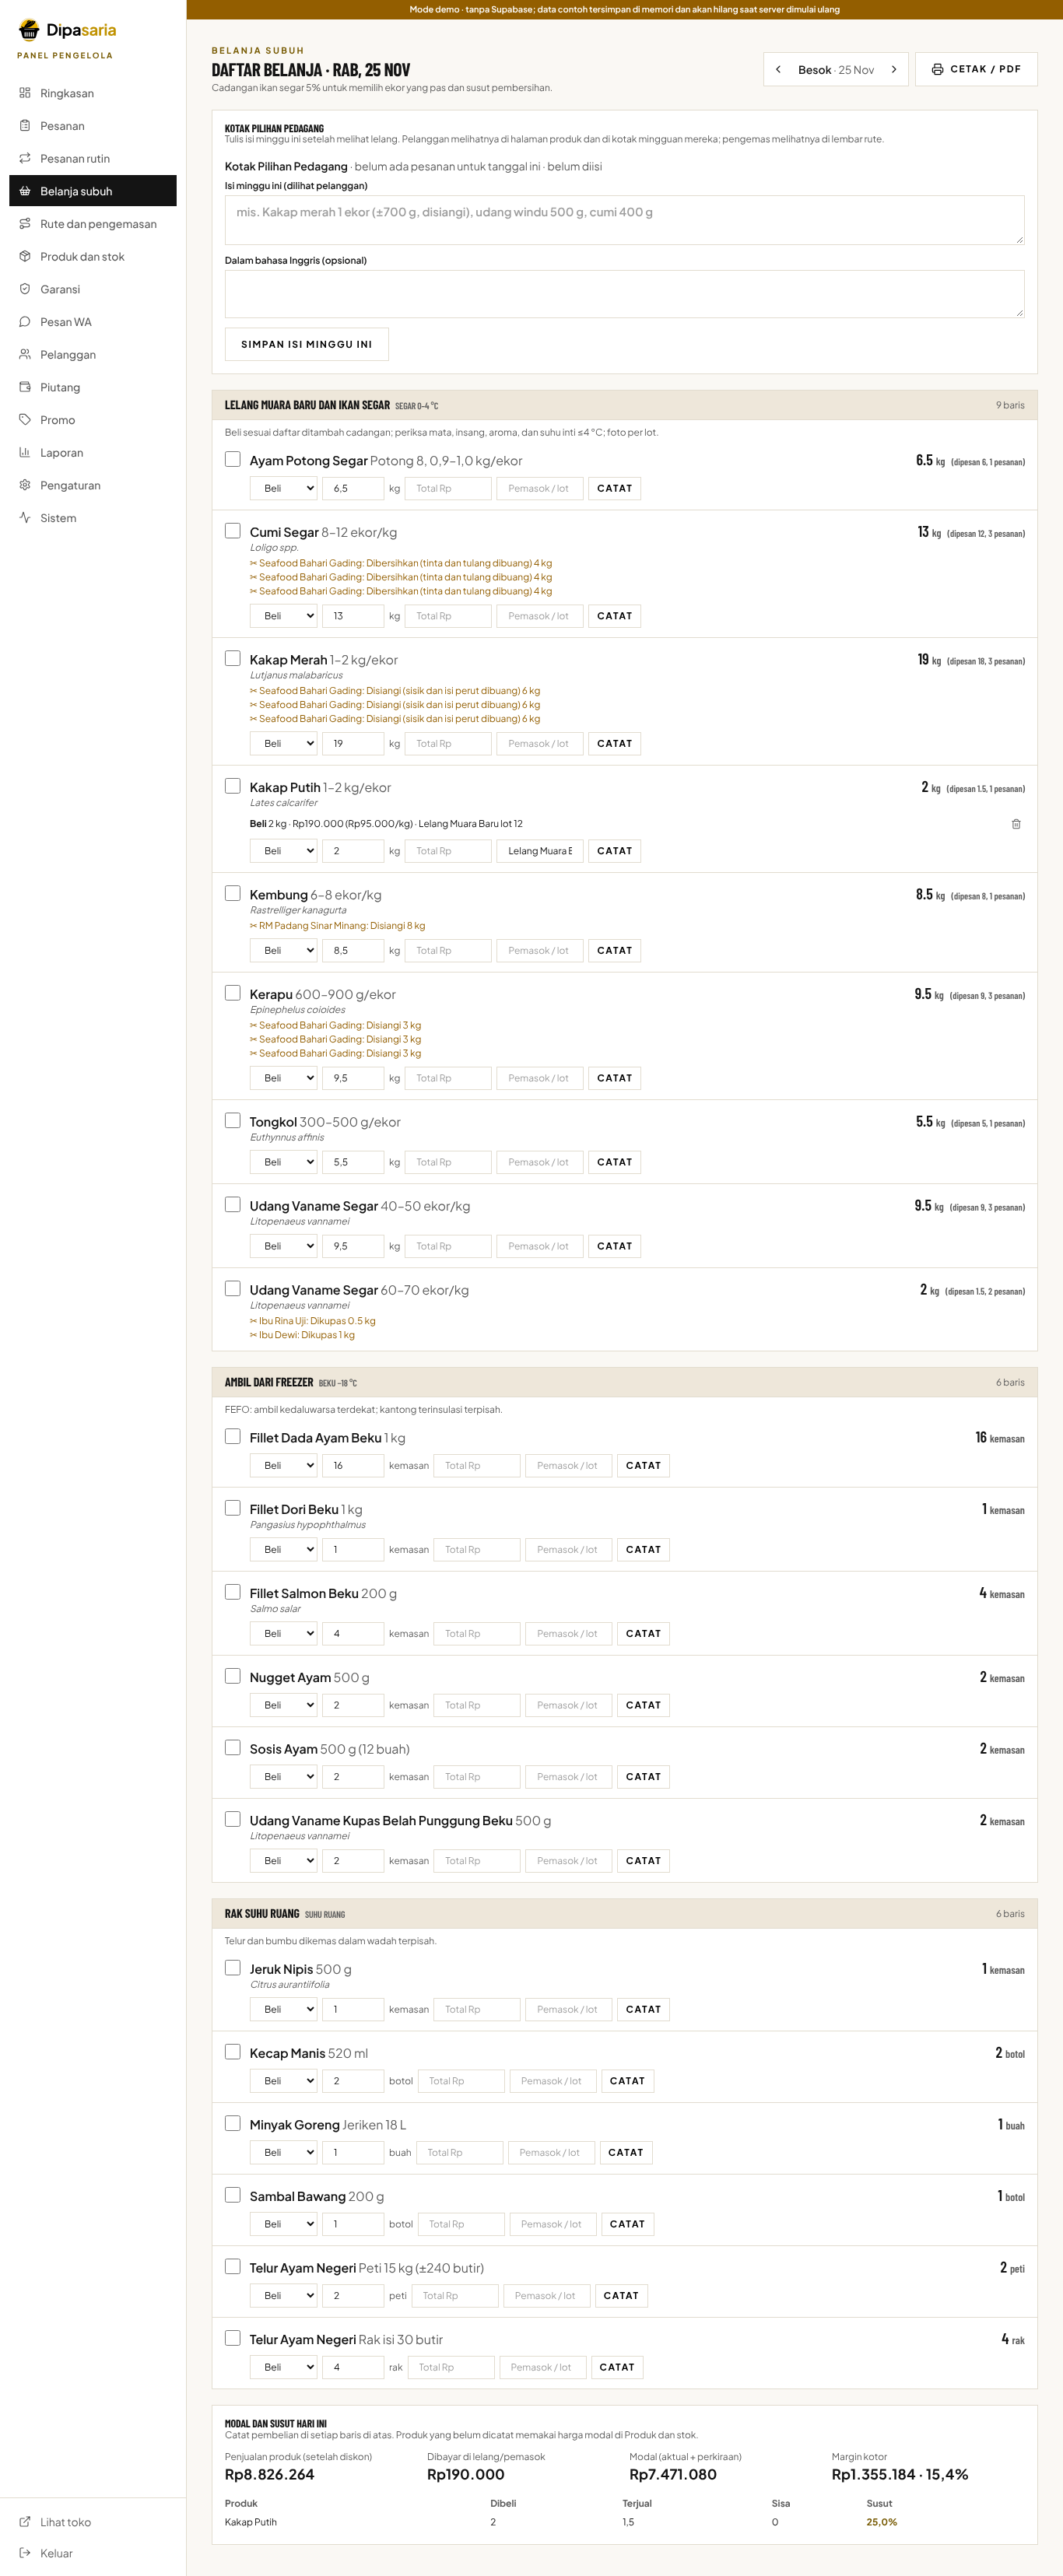 Mode demo - tanpa Supabase; data contoh tersimpan di memori dan akan hilang saat server dimulai ulang
Dipasaria
PANEL PENGELOLA
Ringkasan
Pesanan
Pesanan rutin
Belanja subuh
Rute dan pengemasan
Produk dan stok
Garansi
Pesan WA
Pelanggan
Piutang
Promo
Laporan
Pengaturan
Sistem
Lihat toko
Keluar
BELANJA SUBUH
DAFTAR BELANJA · RAB, 25 NOV
Cadangan ikan segar 5% untuk memilih ekor yang pas dan susut pembersihan.
Besok · 25 Nov
CETAK / PDF
KOTAK PILIHAN PEDAGANG
Tulis isi minggu ini setelah melihat lelang. Pelanggan melihatnya di halaman produk dan di kotak mingguan mereka; pengemas melihatnya di lembar rute.
Kotak Pilihan Pedagang · belum ada pesanan untuk tanggal ini · belum diisi
Isi minggu ini (dilihat pelanggan)
mis. Kakap merah 1 ekor (±700 g, disiangi), udang windu 500 g, cumi 400 g
Dalam bahasa Inggris (opsional)
SIMPAN ISI MINGGU INI
LELANG MUARA BARU DAN IKAN SEGAR SEGAR 0–4 °C 9 baris
Beli sesuai daftar ditambah cadangan; periksa mata, insang, aroma, dan suhu inti ≤4 °C; foto per lot.
Ayam Potong Segar Potong 8, 0,9–1,0 kg/ekor 6.5 kg (dipesan 6, 1 pesanan)
Beli 6,5 kg Total Rp Pemasok / lot CATAT
Cumi Segar 8–12 ekor/kg 13 kg (dipesan 12, 3 pesanan)
Loligo spp.
✂ Seafood Bahari Gading: Dibersihkan (tinta dan tulang dibuang) 4 kg
✂ Seafood Bahari Gading: Dibersihkan (tinta dan tulang dibuang) 4 kg
✂ Seafood Bahari Gading: Dibersihkan (tinta dan tulang dibuang) 4 kg
Beli 13 kg Total Rp Pemasok / lot CATAT
Kakap Merah 1–2 kg/ekor 19 kg (dipesan 18, 3 pesanan)
Lutjanus malabaricus
✂ Seafood Bahari Gading: Disiangi (sisik dan isi perut dibuang) 6 kg
✂ Seafood Bahari Gading: Disiangi (sisik dan isi perut dibuang) 6 kg
✂ Seafood Bahari Gading: Disiangi (sisik dan isi perut dibuang) 6 kg
Beli 19 kg Total Rp Pemasok / lot CATAT
Kakap Putih 1–2 kg/ekor 2 kg (dipesan 1.5, 1 pesanan)
Lates calcarifer
Beli 2 kg · Rp190.000 (Rp95.000/kg) · Lelang Muara Baru lot 12
Beli 2 kg Total Rp Lelang Muara B CATAT
Kembung 6–8 ekor/kg 8.5 kg (dipesan 8, 1 pesanan)
Rastrelliger kanagurta
✂ RM Padang Sinar Minang: Disiangi 8 kg
Beli 8,5 kg Total Rp Pemasok / lot CATAT
Kerapu 600–900 g/ekor 9.5 kg (dipesan 9, 3 pesanan)
Epinephelus coioides
✂ Seafood Bahari Gading: Disiangi 3 kg
✂ Seafood Bahari Gading: Disiangi 3 kg
✂ Seafood Bahari Gading: Disiangi 3 kg
Beli 9,5 kg Total Rp Pemasok / lot CATAT
Tongkol 300–500 g/ekor 5.5 kg (dipesan 5, 1 pesanan)
Euthynnus affinis
Beli 5,5 kg Total Rp Pemasok / lot CATAT
Udang Vaname Segar 40–50 ekor/kg 9.5 kg (dipesan 9, 3 pesanan)
Litopenaeus vannamei
Beli 9,5 kg Total Rp Pemasok / lot CATAT
Udang Vaname Segar 60–70 ekor/kg 2 kg (dipesan 1.5, 2 pesanan)
Litopenaeus vannamei
✂ Ibu Rina Uji: Dikupas 0.5 kg
✂ Ibu Dewi: Dikupas 1 kg
AMBIL DARI FREEZER BEKU −18 °C 6 baris
FEFO: ambil kedaluwarsa terdekat; kantong terinsulasi terpisah.
Fillet Dada Ayam Beku 1 kg 16 kemasan
Beli 16 kemasan Total Rp Pemasok / lot CATAT
Fillet Dori Beku 1 kg 1 kemasan
Pangasius hypophthalmus
Beli 1 kemasan Total Rp Pemasok / lot CATAT
Fillet Salmon Beku 200 g 4 kemasan
Salmo salar
Beli 4 kemasan Total Rp Pemasok / lot CATAT
Nugget Ayam 500 g 2 kemasan
Beli 2 kemasan Total Rp Pemasok / lot CATAT
Sosis Ayam 500 g (12 buah) 2 kemasan
Beli 2 kemasan Total Rp Pemasok / lot CATAT
Udang Vaname Kupas Belah Punggung Beku 500 g 2 kemasan
Litopenaeus vannamei
Beli 2 kemasan Total Rp Pemasok / lot CATAT
RAK SUHU RUANG SUHU RUANG 6 baris
Telur dan bumbu dikemas dalam wadah terpisah.
Jeruk Nipis 500 g 1 kemasan
Citrus aurantiifolia
Beli 1 kemasan Total Rp Pemasok / lot CATAT
Kecap Manis 520 ml 2 botol
Beli 2 botol Total Rp Pemasok / lot CATAT
Minyak Goreng Jeriken 18 L 1 buah
Beli 1 buah Total Rp Pemasok / lot CATAT
Sambal Bawang 200 g 1 botol
Beli 1 botol Total Rp Pemasok / lot CATAT
Telur Ayam Negeri Peti 15 kg (±240 butir) 2 peti
Beli 2 peti Total Rp Pemasok / lot CATAT
Telur Ayam Negeri Rak isi 30 butir 4 rak
Beli 4 rak Total Rp Pemasok / lot CATAT
MODAL DAN SUSUT HARI INI
Catat pembelian di setiap baris di atas. Produk yang belum dicatat memakai harga modal di Produk dan stok.
Penjualan produk (setelah diskon) Dibayar di lelang/pemasok Modal (aktual + perkiraan) Margin kotor
Rp8.826.264 Rp190.000 Rp7.471.080 Rp1.355.184 · 15,4%
Produk Dibeli Terjual Sisa Susut
Kakap Putih 2 1,5 0 25,0%